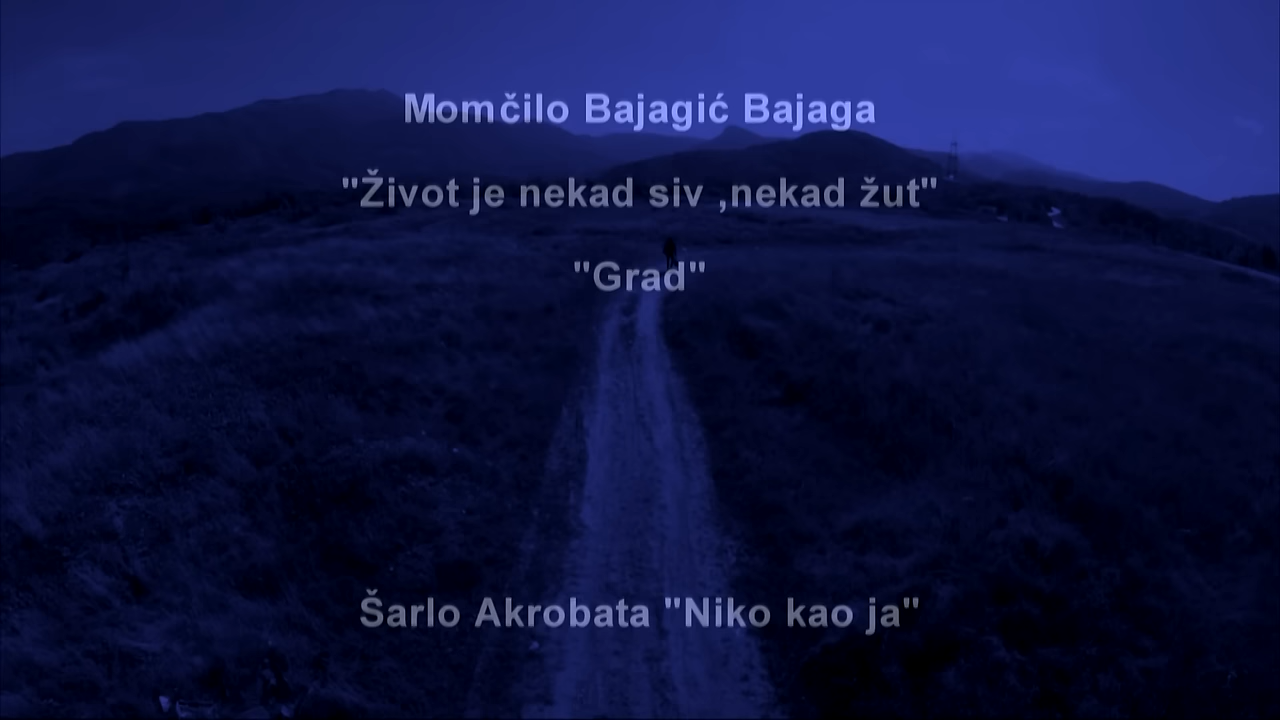 Momčilo Bajagić Bajaga
"Život je nekad siv ,nekad žut"
"Grad"
Šarlo Akrobata "Niko kao ja"